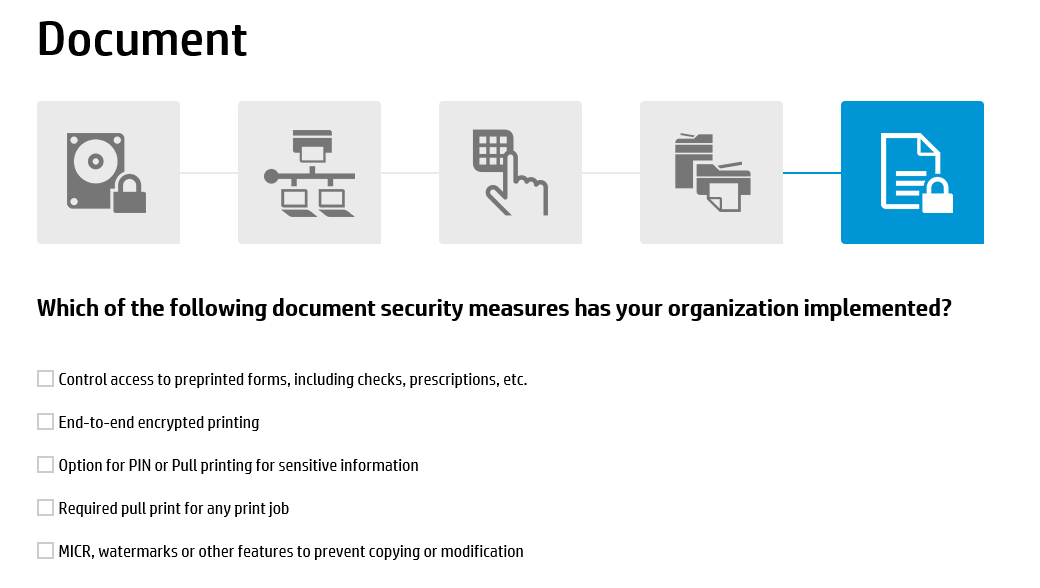 Document
Which of the following document security measures has your organization implemented?
Control access to preprinted forms, including checks, prescriptions, etc.
End-to-end encrypted printing
Option for PIN or Pull printing for sensitive information
Required pull print for any print job
MICR, watermarks or other features to prevent copying or modification